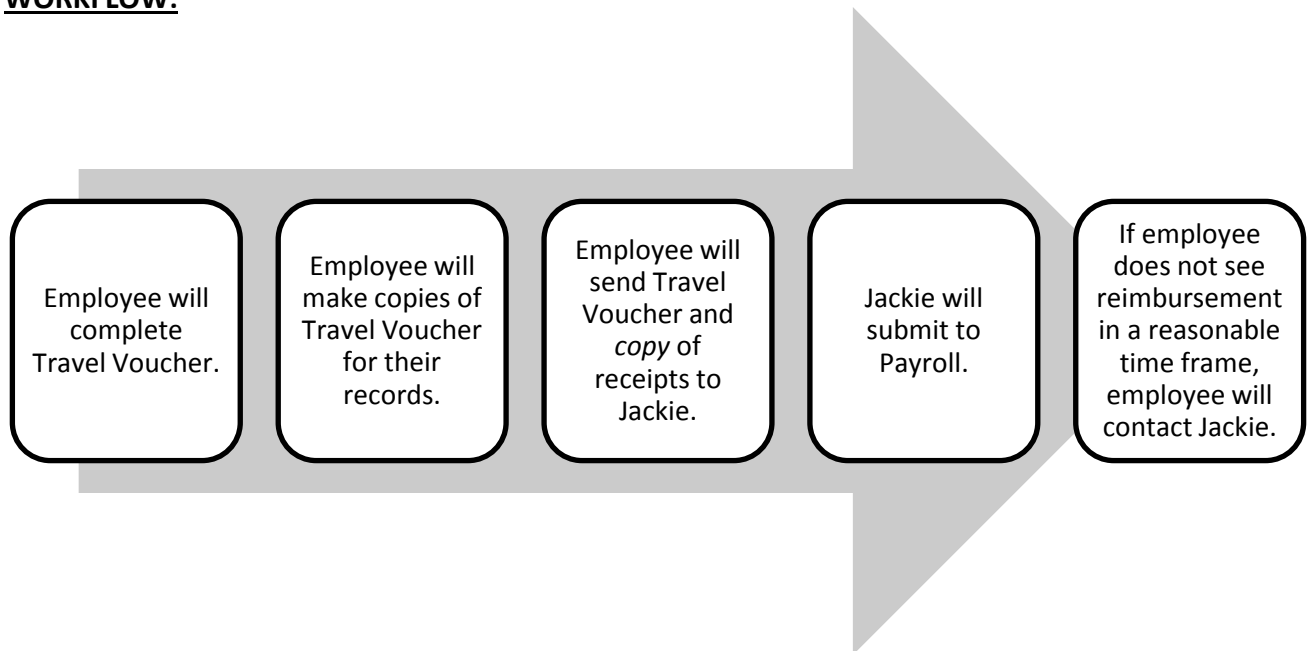 WORKFLOW:
Employee will
complete
Travel Voucher.
Employee will
make copies of
Travel Voucher
for their
records.
Employee will
send Travel
Voucher and
copy of
receipts to
Jackie.
Jackie will
submit to
Payroll.
If employee
does not see
reimbursement
in a reasonable
time frame,
employee will
contact Jackie.